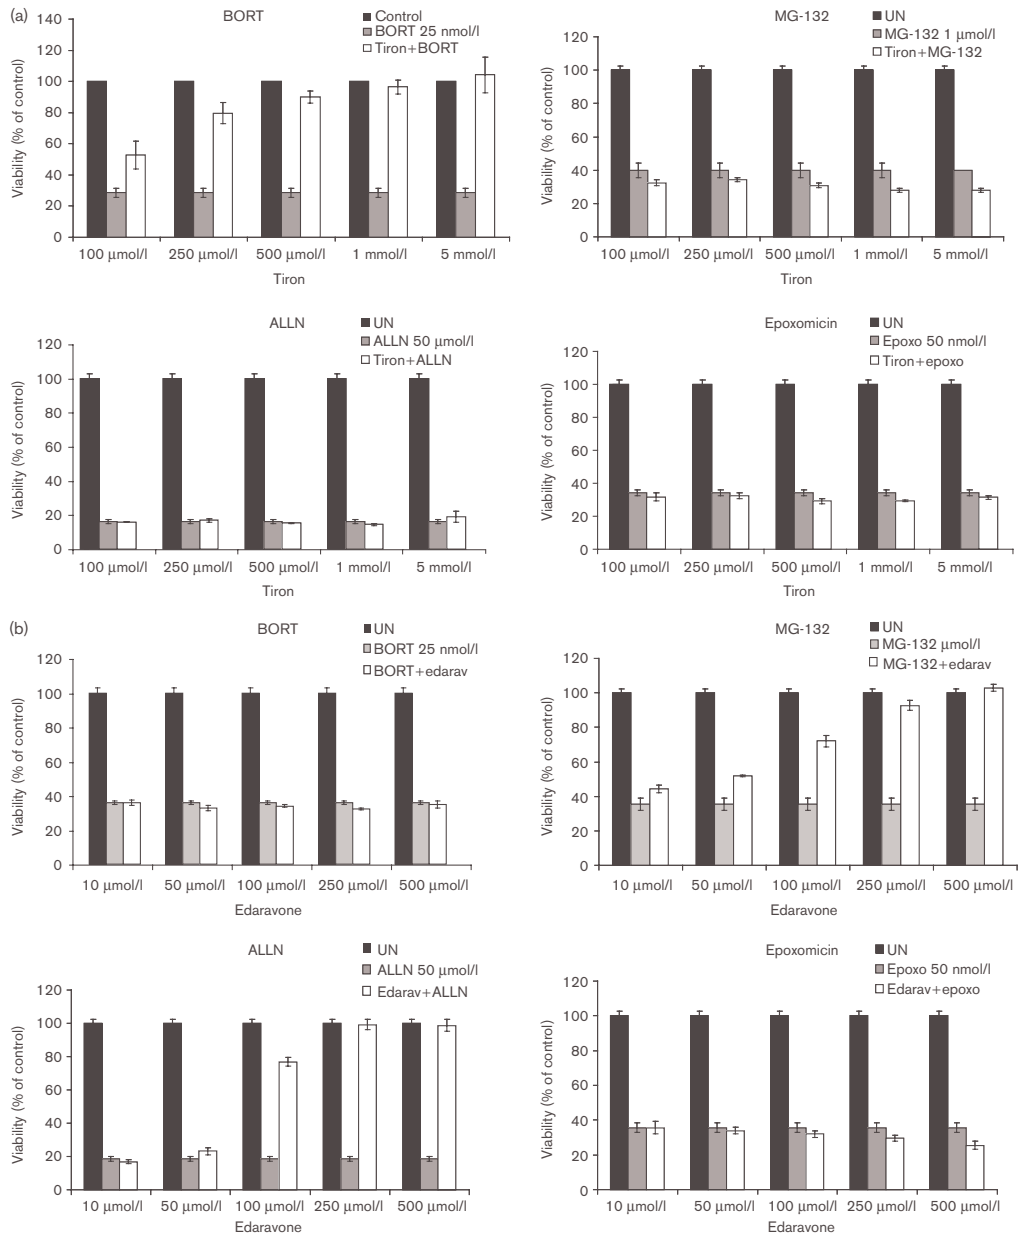 (a)
BORT
Control
BORT 25 nmol/l
Tiron+BORT
Viability (% of control)
140
120
100
80
60
40
20
0
100 μmol/l 250 μmol/l 500 μmol/l 1 mmol/l 5 mmol/l
Tiron
MG-132
UN
MG-132 1 μmol/l
Tiron+MG-132
Viability (% of control)
120
100
80
60
40
20
0
100 μmol/l 250 μmol/l 500 μmol/l 1 mmol/l 5 mmol/l
Tiron
ALLN
UN
ALLN 50 μmol/l
Tiron+ALLN
Viability (% of control)
120
100
80
60
40
20
0
100 μmol/l 250 μmol/l 500 μmol/l 1 mmol/l 5 mmol/l
Tiron
Epoxomicin
UN
Epoxo 50 nmol/l
Tiron+epoxo
Viability (% of control)
120
100
80
60
40
20
0
100 μmol/l 250 μmol/l 500 μmol/l 1 mmol/l 5 mmol/l
Tiron
(b)
BORT
UN
BORT 25 nmol/l
BORT+edarav
Viability (% of control)
120
100
80
60
40
20
0
10 μmol/l 50 μmol/l 100 μmol/l 250 μmol/l 500 μmol/l
Edaravone
MG-132
UN
MG-132 μmol/l
MG-132+edarav
Viability (% of control)
120
100
80
60
40
20
0
10 μmol/l 50 μmol/l 100 μmol/l 250 μmol/l 500 μmol/l
Edaravone
ALLN
UN
ALLN 50 μmol/l
Edarav+ALLN
Viability (% of control)
120
100
80
60
40
20
0
10 μmol/l 50 μmol/l 100 μmol/l 250 μmol/l 500 μmol/l
Edaravone
Epoxomicin
UN
Epoxo 50 nmol/l
Edarav+epoxo
Viability (% of control)
120
100
80
60
40
20
0
10 μmol/l 50 μmol/l 100 μmol/l 250 μmol/l 500 μmol/l
Edaravone